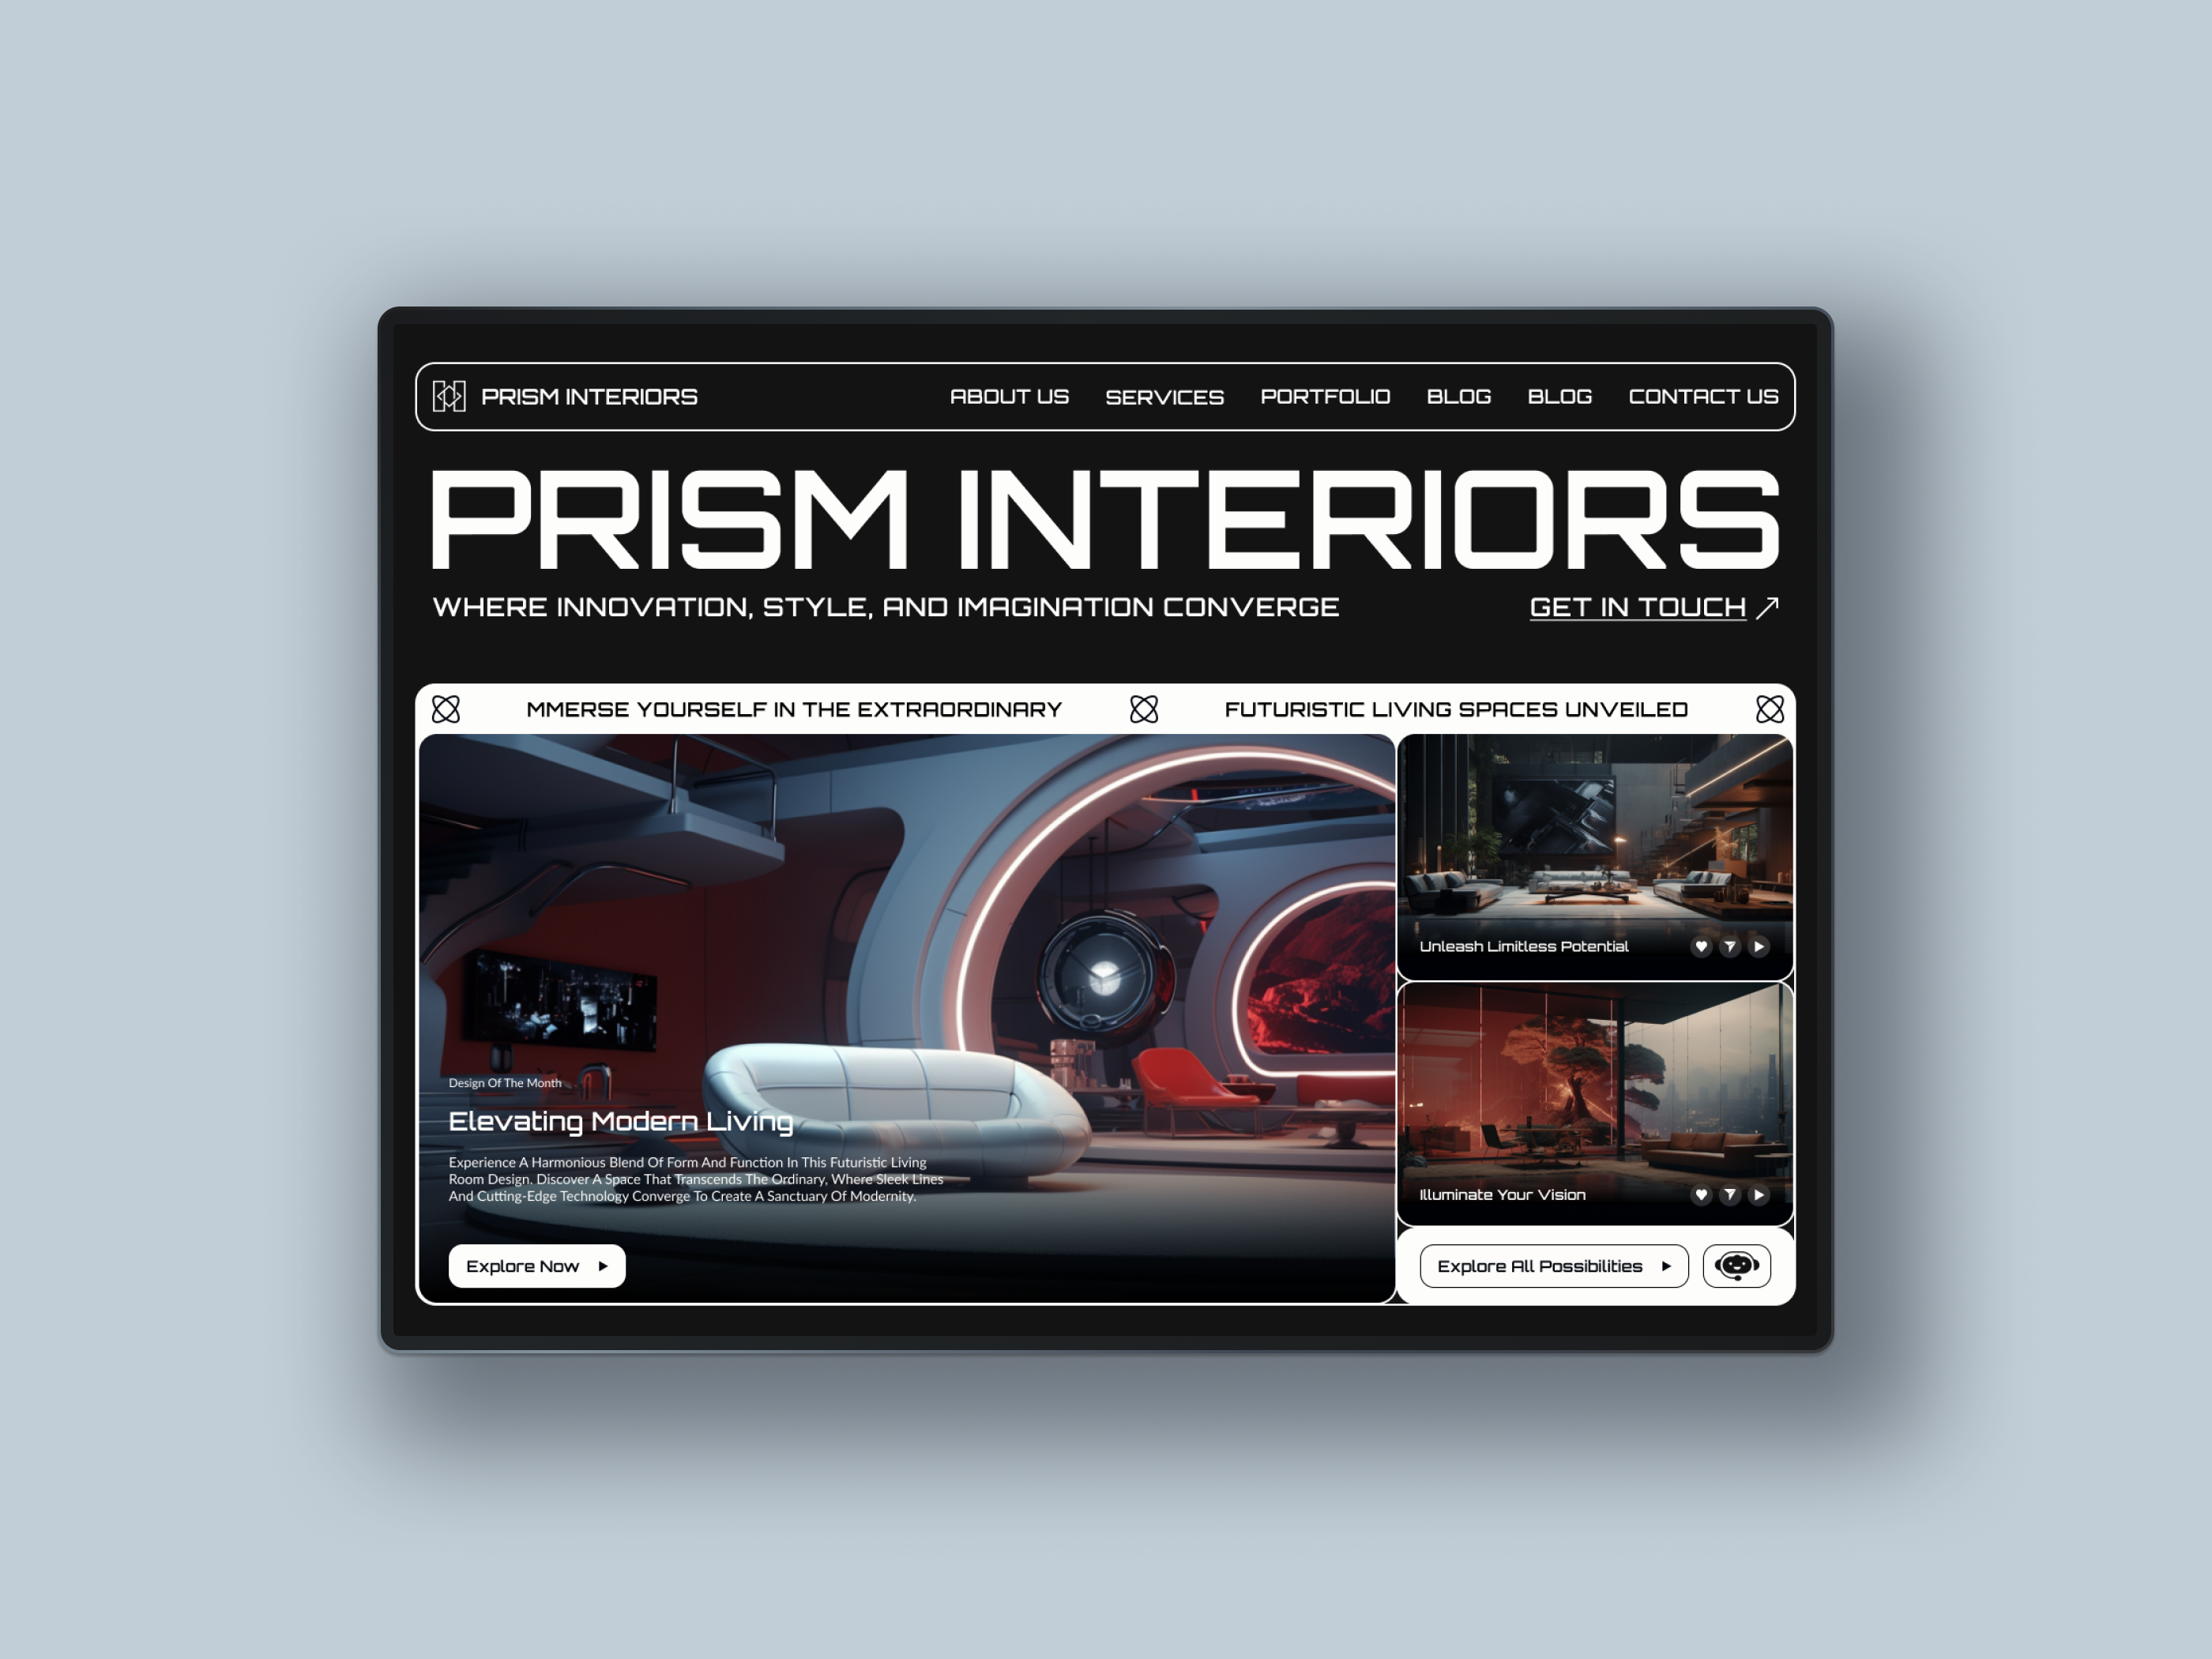 PRISM INTERIORS
ABOUT US
SERVICES
PORTFOLIO
BLOG
BLOG
CONTACT US
PRISM INTERIORS
WHERE INNOVATION, STYLE, AND IMAGINATION CONVERGE
GET IN TOUCH
MMERSE YOURSELF IN THE EXTRAORDINARY
FUTURISTIC LIVING SPACES UNVEILED
Design Of The Month
Elevating Modern Living
Experience A Harmonious Blend Of Form And Function In This Futuristic Living
Room Design. Discover A Space That Transcends The Ordinary, Where Sleek Lines
And Cutting-Edge Technology Converge To Create A Sanctuary Of Modernity.
Explore Now
Unleash Limitless Potential
Illuminate Your Vision
Explore All Possibilities